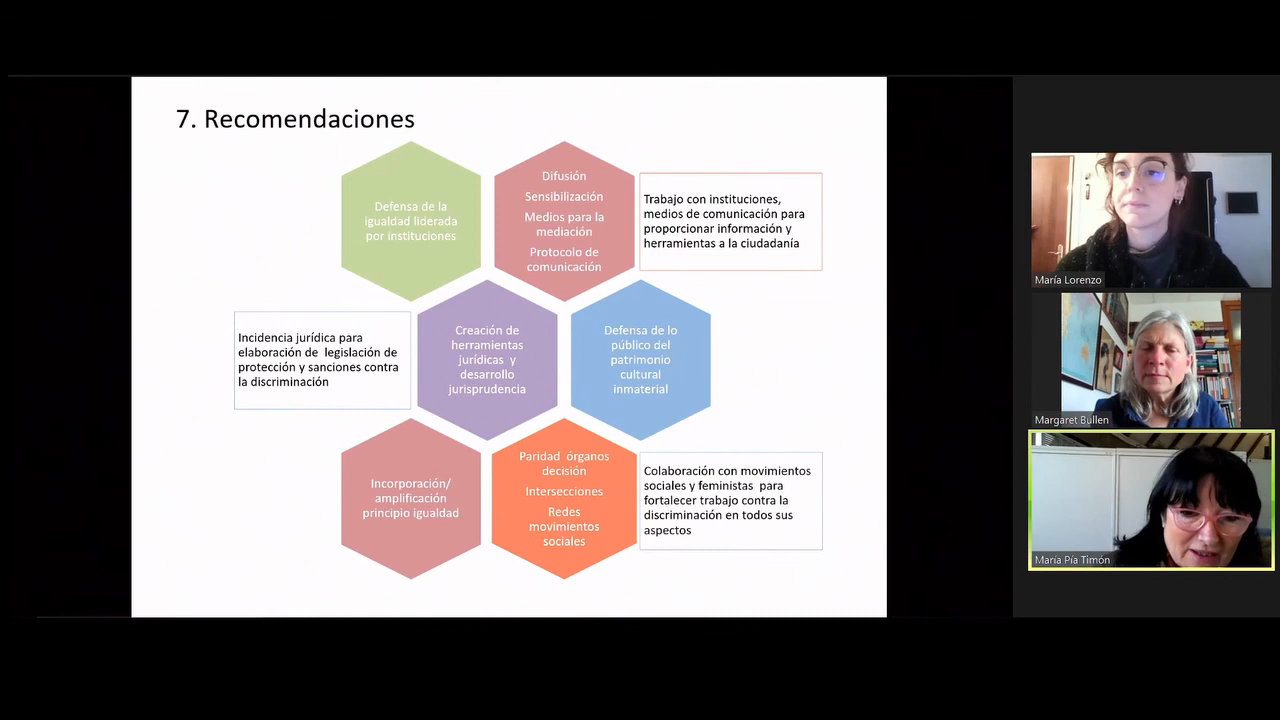 7. Recomendaciones
Defensa de la
igualdad liderada
por instituciones
Difusión
Sensibilización
Medios para la
mediación
Protocolo de
comunicación
Trabajo con instituciones,
medios de comunicación para
proporcionar información y
herramientas a la ciudadanía
Incidencia jurídica para
elaboración de  legislación de
protección y sanciones contra
la discriminación
Creación de
herramientas
jurídicas  y
desarrollo
jurisprudencia
Defensa de lo
público del
patrimonio
cultural
inmaterial
Incorporación/
amplificación
principio igualdad
Paridad  órganos
decisión
Intersecciones
Redes
movimientos
sociales
Colaboración con movimientos
sociales y feministas  para
fortalecer trabajo contra la
discriminación en todos sus
aspectos
María Lorenzo
Margaret Bullen
María Pía Timón